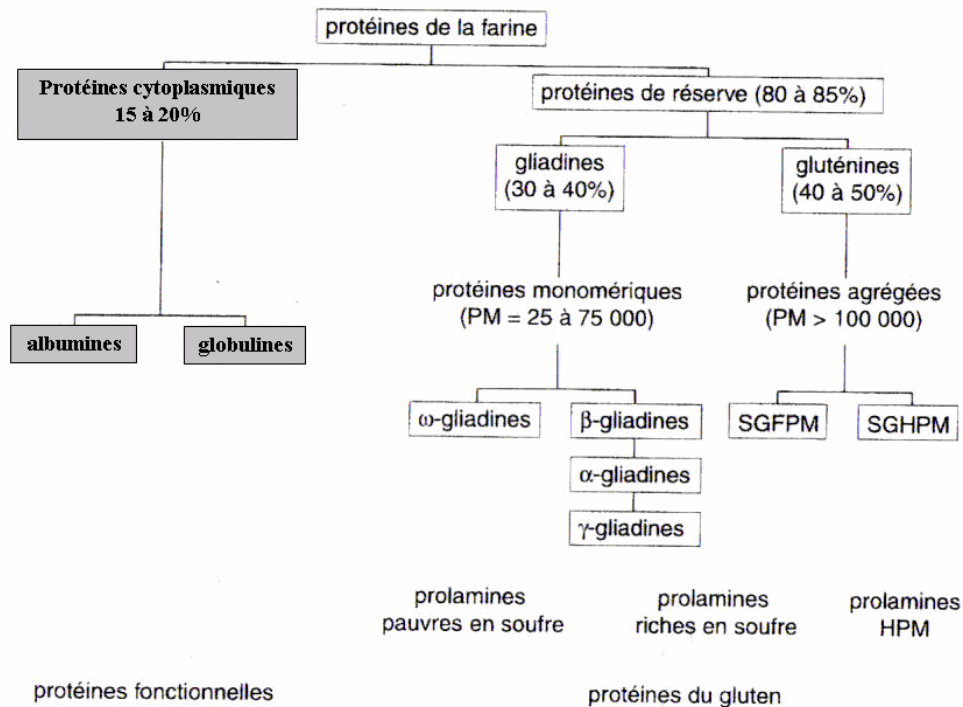 protéines de la farine
Protéines cytoplasmiques
15 à 20%
protéines de réserve (80 à 85%)
gliadines
(30 à 40%)
gluténines
(40 à 50%)
protéines monomériques
(PM = 25 à 75 000)
protéines agrégées
(PM > 100 000)
albumines
globulines
ω-gliadines
β-gliadines
SGFPM
SGHPM
α-gliadines
γ-gliadines
prolamines
pauvres en soufre
prolamines
riches en soufre
prolamines
HPM
protéines fonctionnelles
protéines du gluten